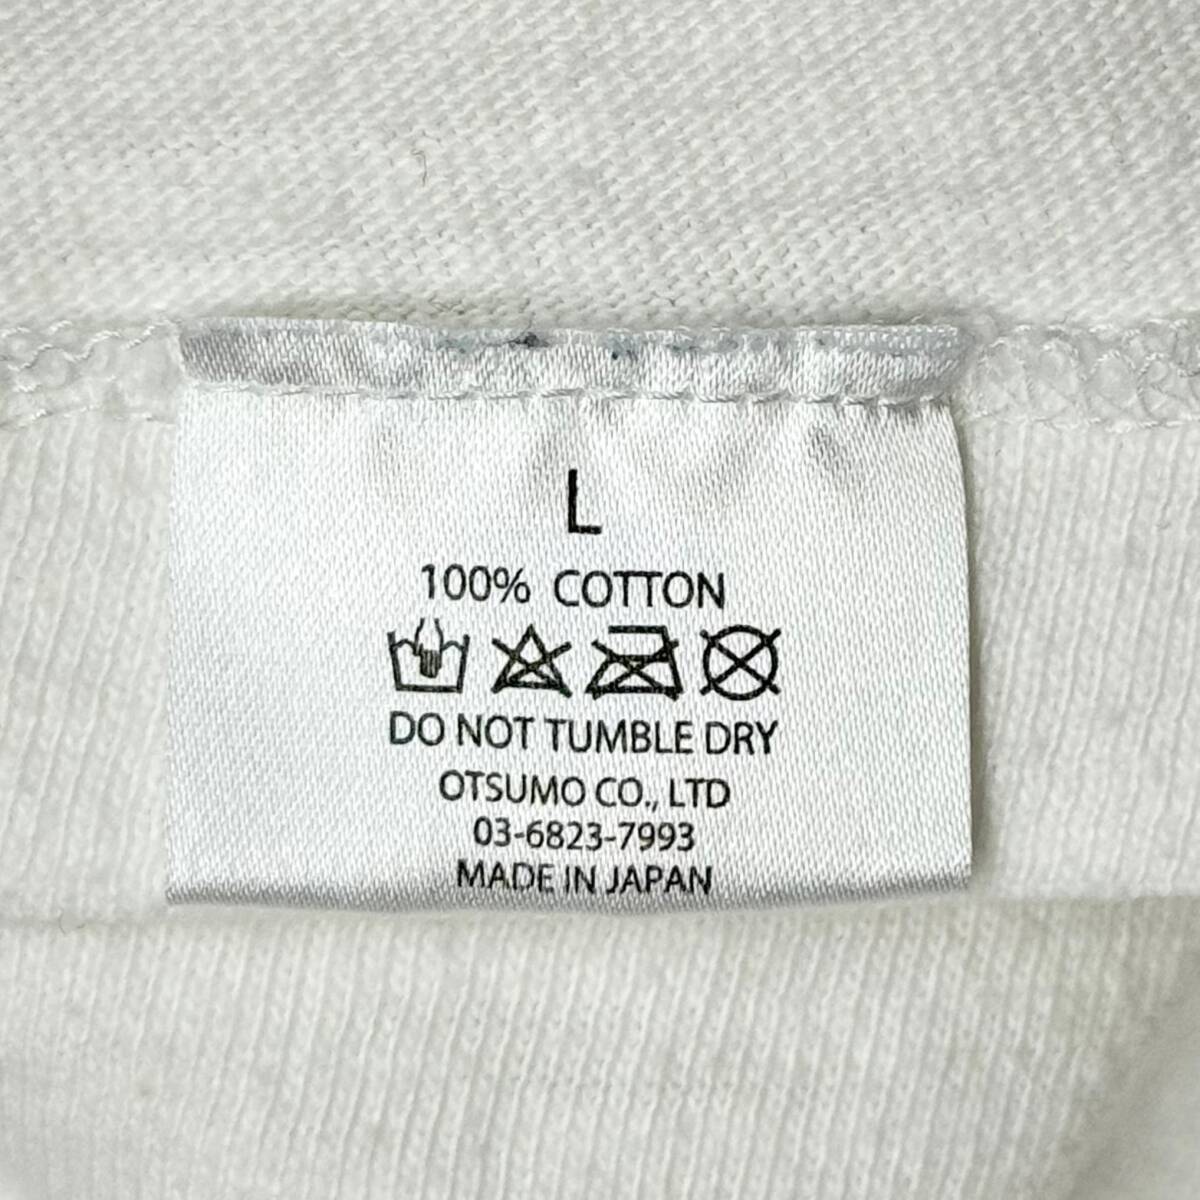 L
100% COTTON
DO NOT TUMBLE DRY
OTSUMO CO., LTD
03-6823-7993
MADE IN JAPAN